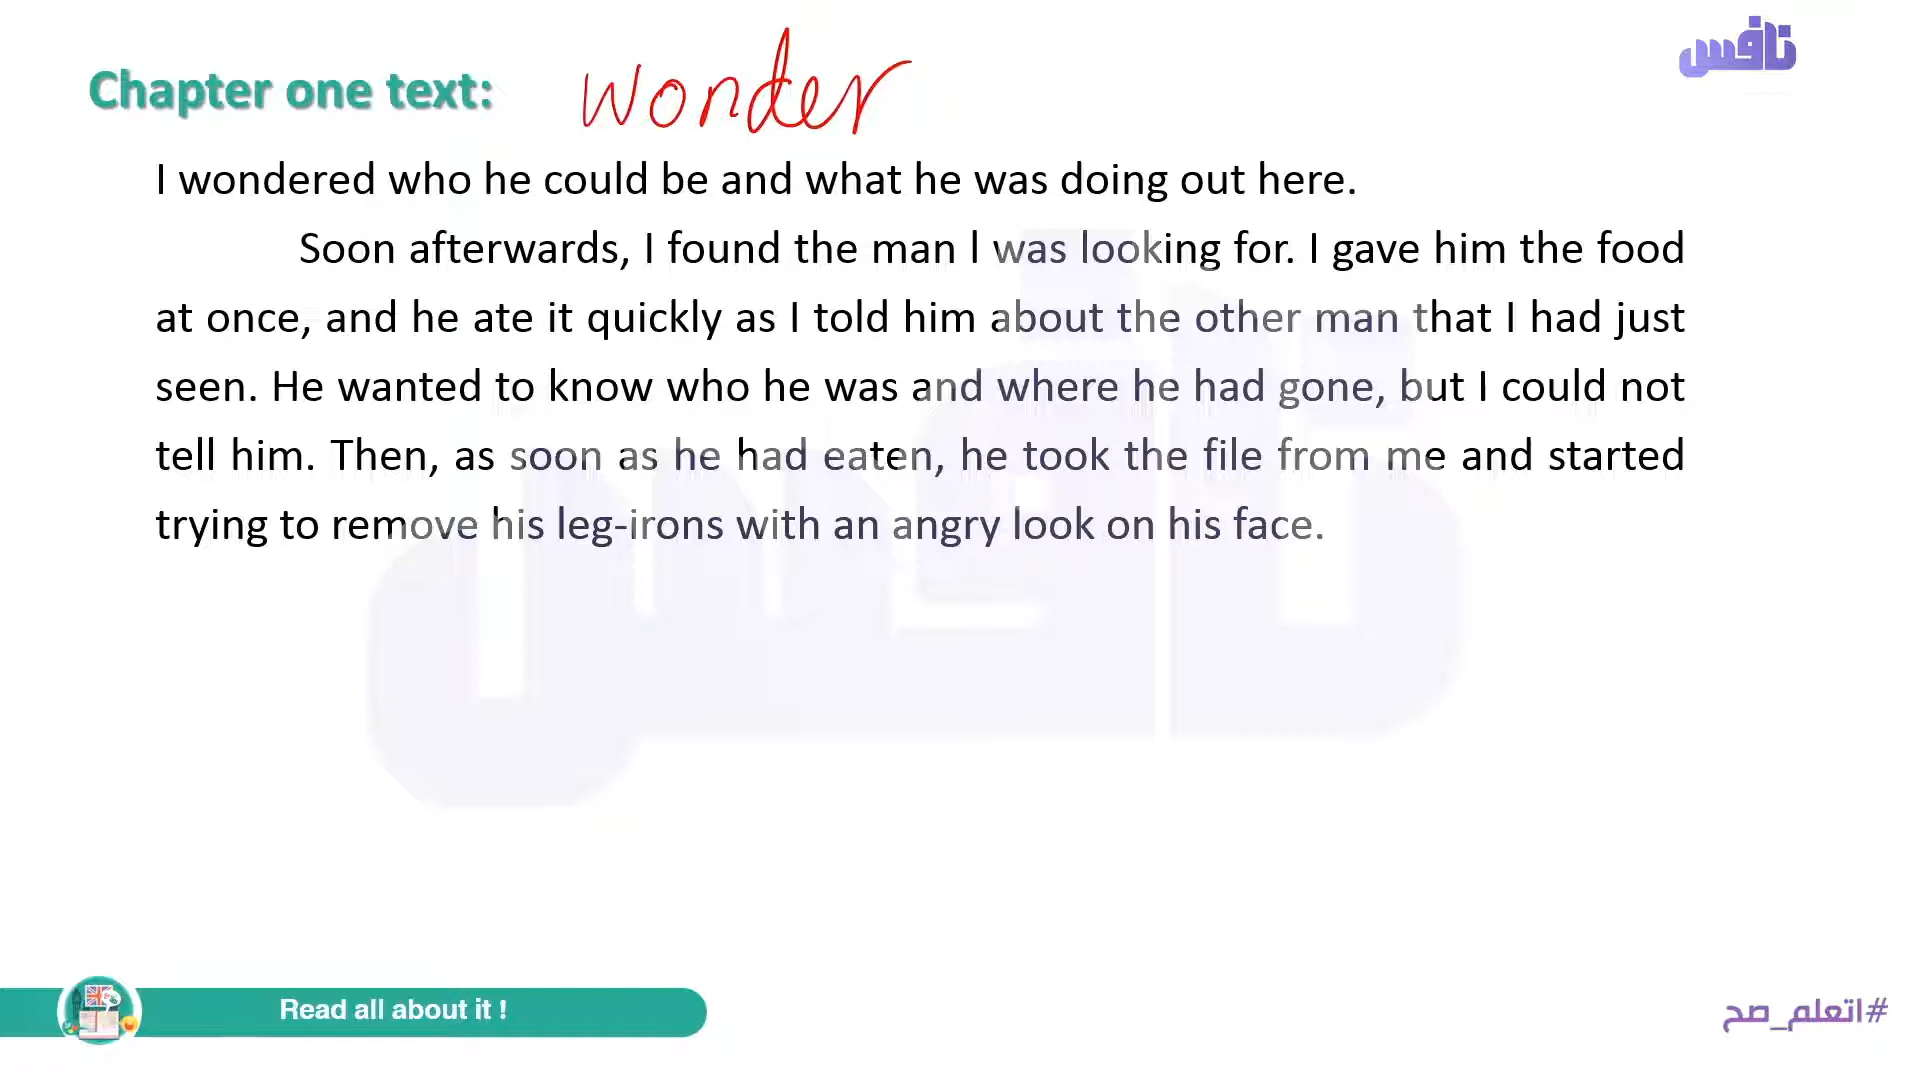 نافس
Chapter one text: wonder
I wondered who he could be and what he was doing out here.
Soon afterwards, I found the man l was looking for. I gave him the food
at once, and he ate it quickly as I told him about the other man that I had just
seen. He wanted to know who he was and where he had gone, but I could not
tell him. Then, as soon as he had eaten, he took the file from me and started
trying to remove his leg-irons with an angry look on his face.
Read all about it !
#اتعلم_صح